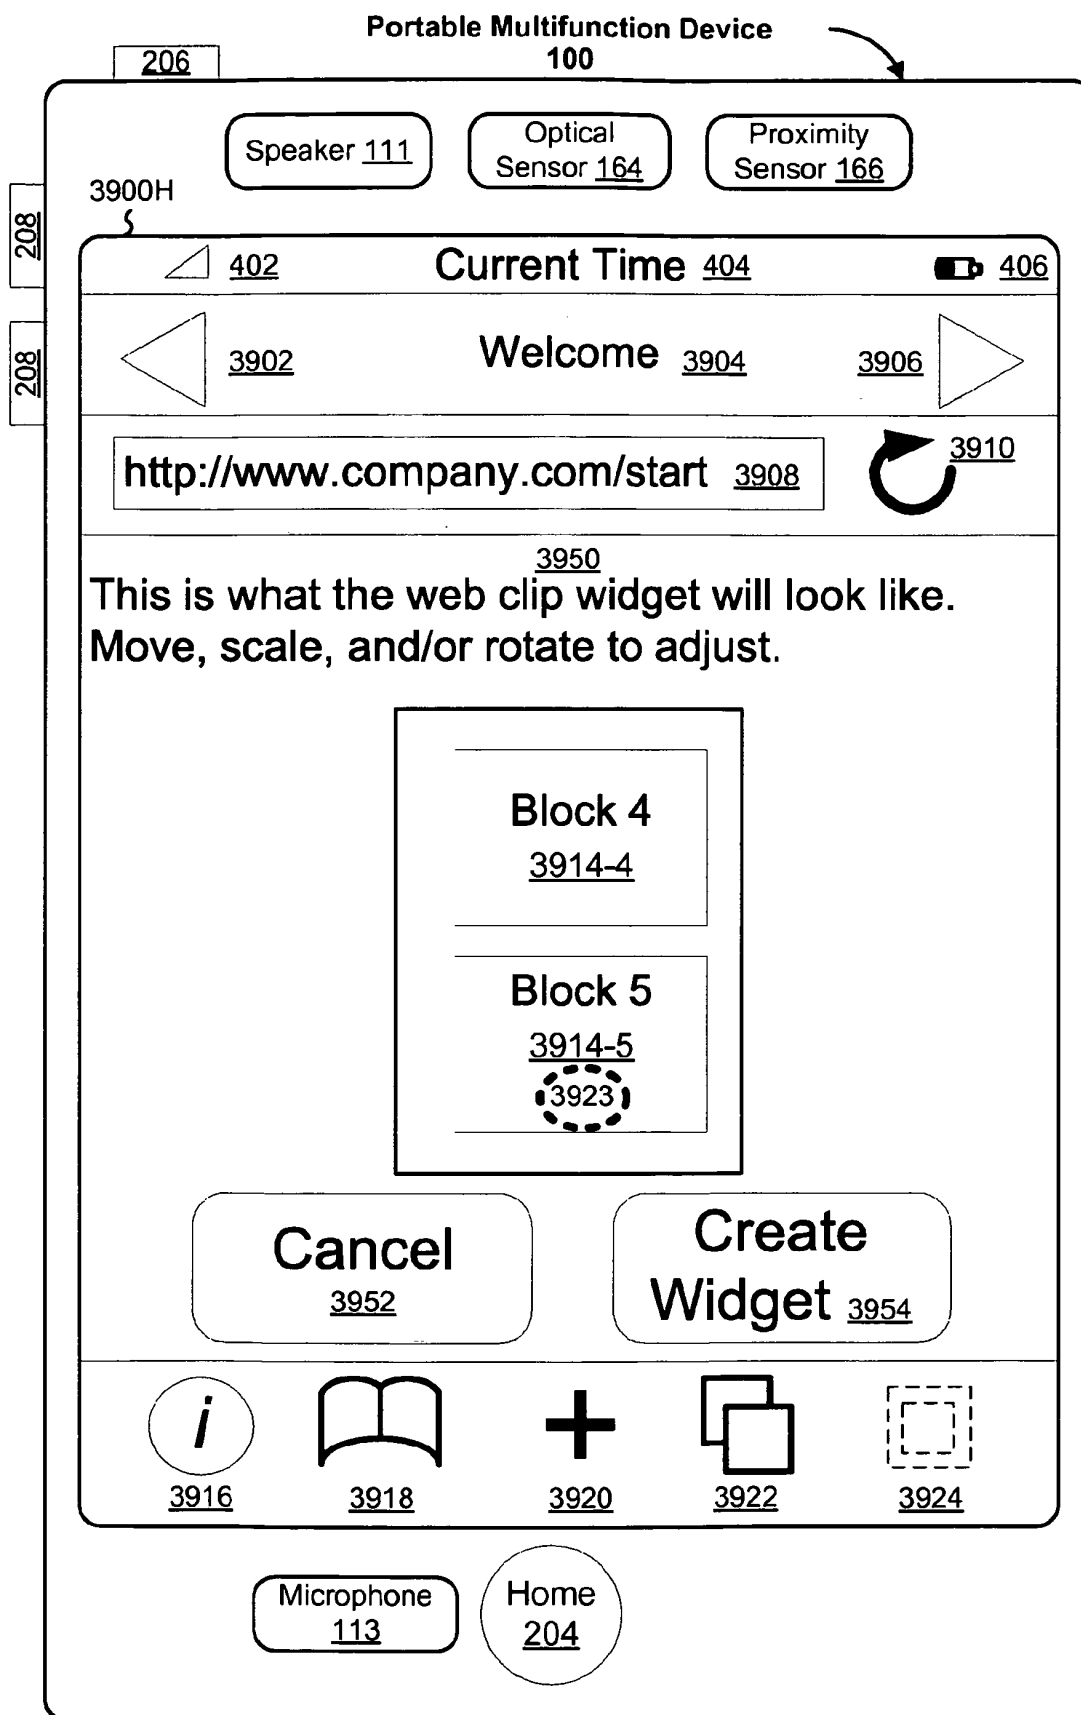 Portable Multifunction Device
100
206
Speaker 111
Optical
Sensor 164
Proximity
Sensor 166
3900H
208
208
402
Current Time 404
406
3902
Welcome 3904
3906
http://www.company.com/start 3908
3910
3950
This is what the web clip widget will look like.
Move, scale, and/or rotate to adjust.
Block 4
3914-4
Block 5
3914-5
3923
Cancel
3952
Create
Widget 3954
i
3916
3918
3920
3922
3924
Microphone
113
Home
204